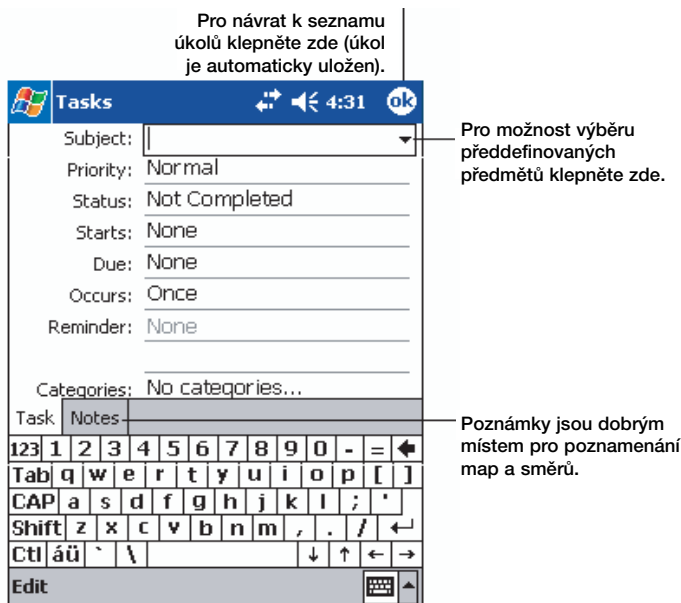 Pro návrat k seznamu
úkolů klepněte zde (úkol
je automaticky uložen).
Tasks 4:31 ok
Subject:
Pro možnost výběru
předdefinovaných
předmětů klepněte zde.
Priority: Normal
Status: Not Completed
Starts: None
Due: None
Occurs: Once
Reminder: None
Categories: No categories...
Task Notes
Poznámky jsou dobrým
místem pro poznamenání
map a směrů.
123 1 2 3 4 5 6 7 8 9 0 - =
Tab q w e r t y u i o p [ ]
CAP a s d f g h j k l ; '
Shift z x c v b n m , . /
Ctl áü ` \ ↓ ↑ ← →
Edit